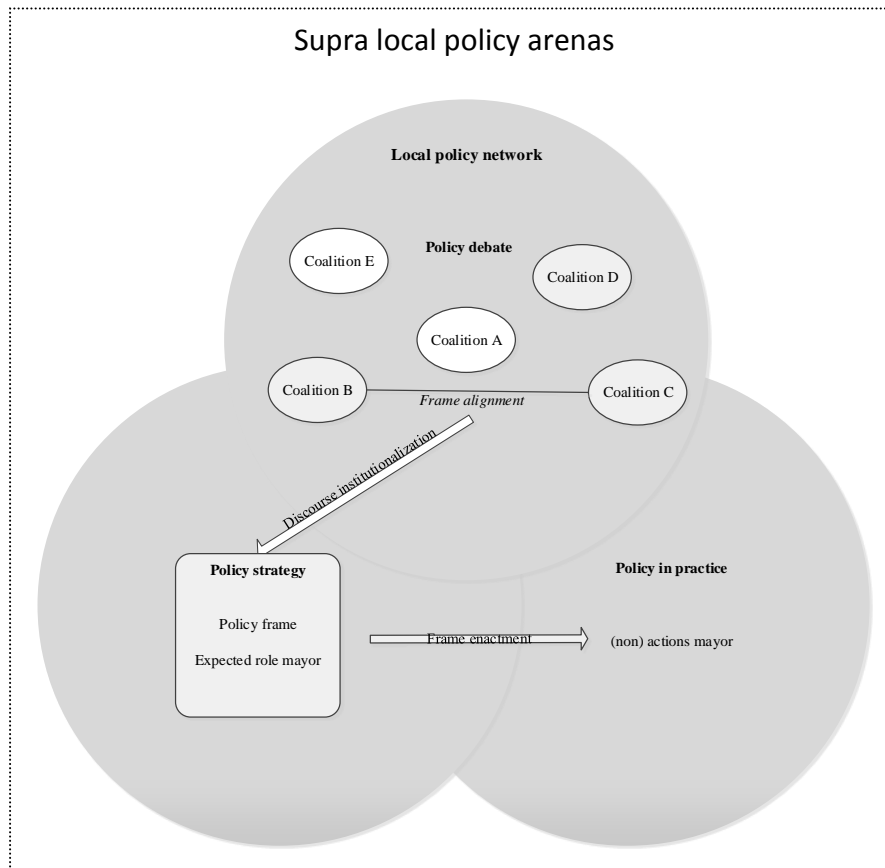 Supra local policy arenas
Local policy network
Policy debate
Coalition E
Coalition D
Coalition A
Coalition B
Coalition C
Frame alignment
Discourse institutionalization
Policy strategy
Policy frame
Expected role mayor
Frame enactment
Policy in practice
(non) actions mayor